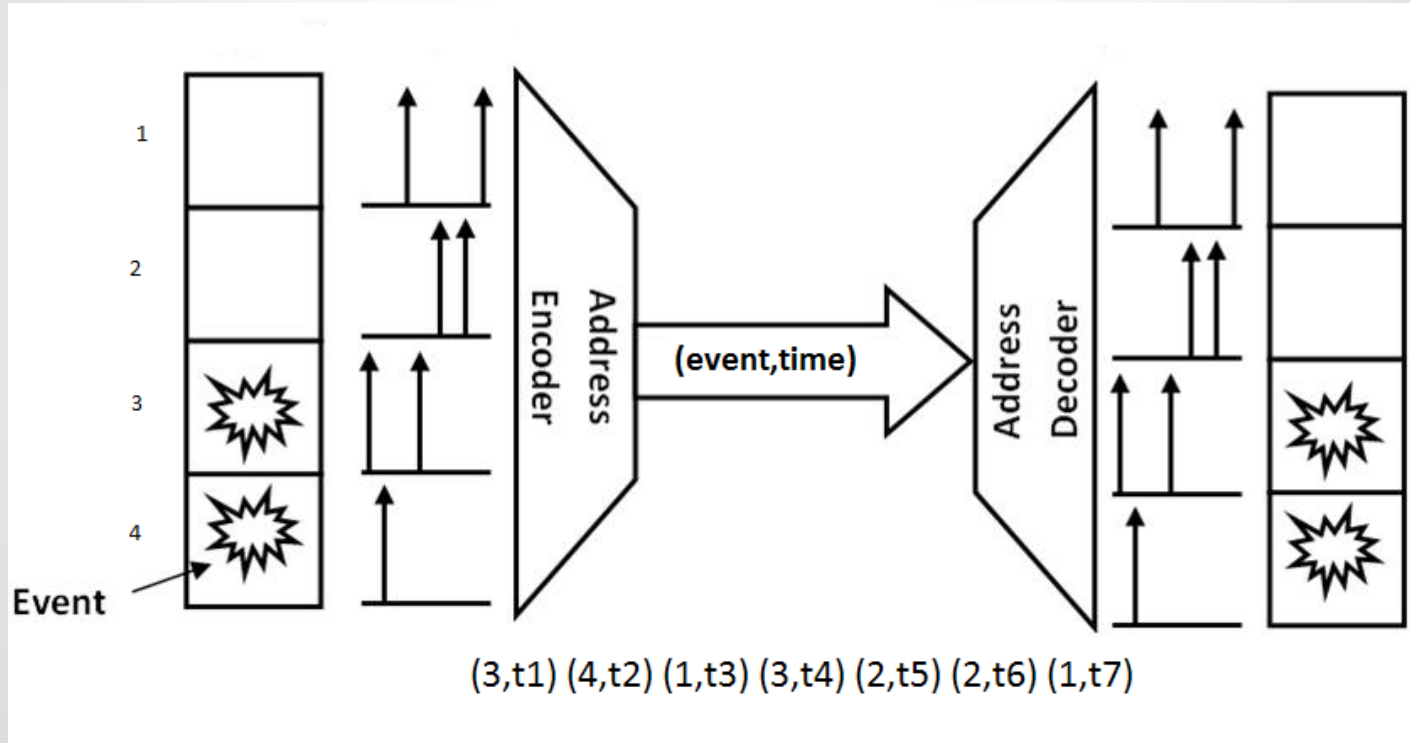 1
2
3
4
Event
Address
Encoder
(event,time)
Address
Decoder
(3,t1) (4,t2) (1,t3) (3,t4) (2,t5) (2,t6) (1,t7)